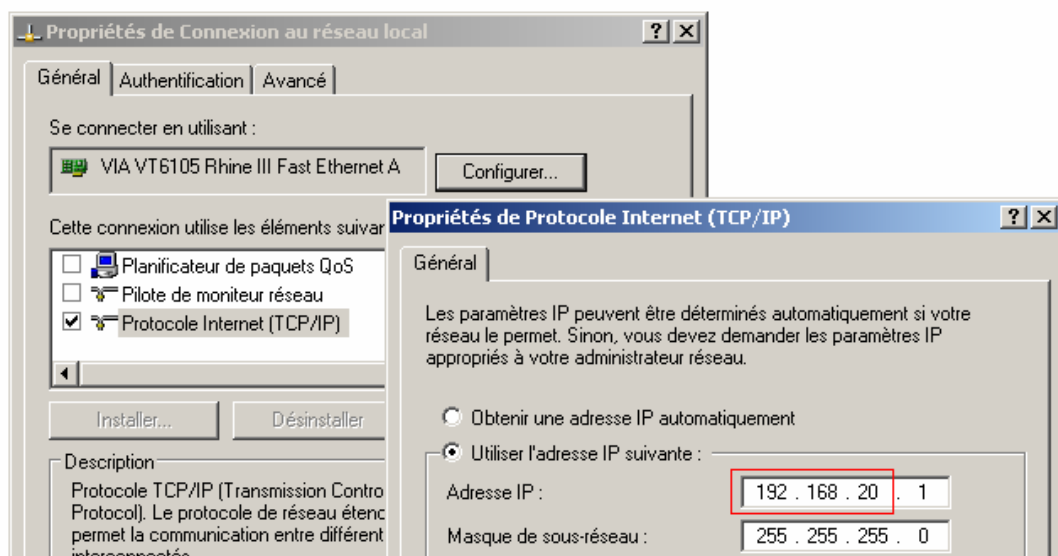 Propriétés de Connexion au réseau local
Général
Authentification
Avancé
Se connecter en utilisant :
VIA VT6105 Rhine III Fast Ethernet A
Configurer...
Cette connexion utilise les éléments suivan
Planificateur de paquets QoS
Pilote de moniteur réseau
Protocole Internet (TCP/IP)
Installer...
Désinstaller
Description
Protocole TCP/IP (Transmission Contro
Protocol). Le protocole de réseau étend
permet la communication entre différent
interconnectés
Propriétés de Protocole Internet (TCP/IP)
Général
Les paramètres IP peuvent être déterminés automatiquement si votre
réseau le permet. Sinon, vous devez demander les paramètres IP
appropriés à votre administrateur réseau.
Obtenir une adresse IP automatiquement
Utiliser l'adresse IP suivante :
Adresse IP :
192 . 168 . 20 . 1
Masque de sous-réseau :
255 . 255 . 255 . 0